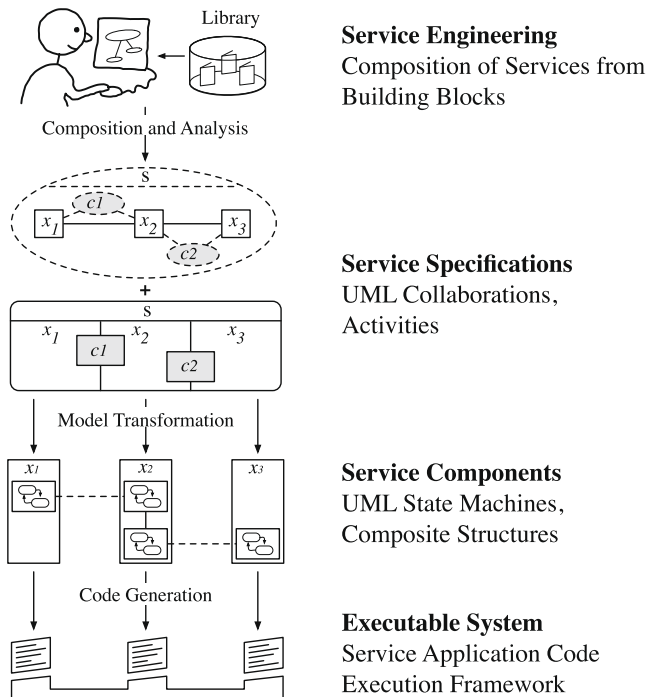 Library
Service Engineering
Composition of Services from
Building Blocks
Composition and Analysis
s
c1
x1 x2 x3
c2
+
Service Specifications
UML Collaborations,
Activities
s
x1 x2 x3
c1
c2
Model Transformation
x1 x2 x3
Service Components
UML State Machines,
Composite Structures
Code Generation
Executable System
Service Application Code
Execution Framework